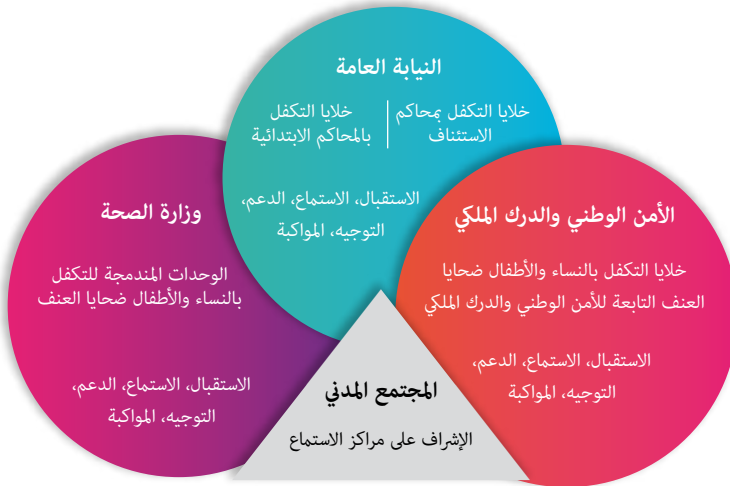 النيابة العامة
خلايا التكفل بمحاكم
الاستئناف
خلايا التكفل
بالمحاكم الابتدائية
الاستقبال، الاستماع، الدعم،
التوجيه، المواكبة
الأمن الوطني والدرك الملكي
خلايا التكفل بالنساء والأطفال ضحايا
العنف التابعة للأمن الوطني والدرك الملكي
الاستقبال، الاستماع، الدعم،
التوجيه، المواكبة
وزارة الصحة
الوحدات المندمجة للتكفل
بالنساء والأطفال ضحايا العنف
الاستقبال، الاستماع، الدعم،
التوجيه، المواكبة
المجتمع المدني
الإشراف على مراكز الاستماع